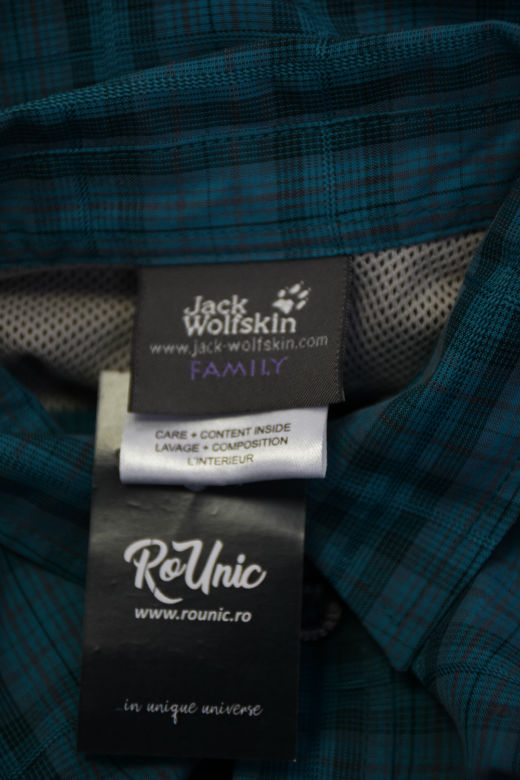 Jack
Wolfskin
www.jack-wolfskin.com
FAMILY
CARE + CONTENT INSIDE
LAVAGE + COMPOSITION
L'INTERIEUR
RoUnic
www.rounic.ro
...in unique universe